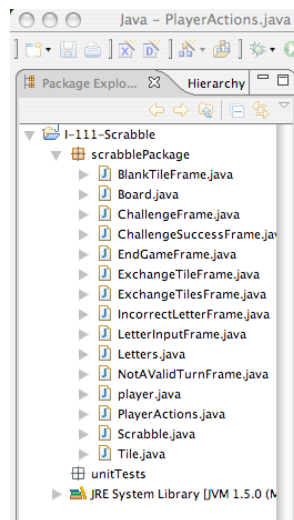 Java – PlayerActions.java
Package Explo... Hierarchy
I-111-Scrabble
scrabblePackage
BlankTileFrame.java
Board.java
ChallengeFrame.java
ChallengeSuccessFrame.jav
EndGameFrame.java
ExchangeTileFrame.java
ExchangeTilesFrame.java
IncorrectLetterFrame.java
LetterInputFrame.java
Letters.java
NotAValidTurnFrame.java
player.java
PlayerActions.java
Scrabble.java
Tile.java
unitTests
JRE System Library [JVM 1.5.0 (M